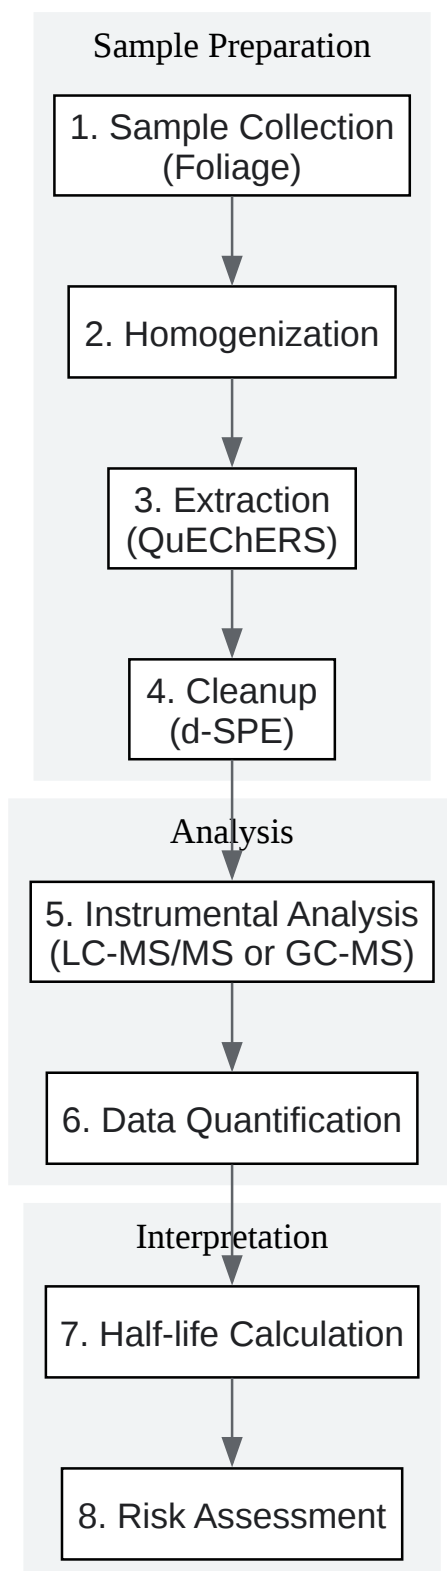 Sample Preparation
1. Sample Collection
(Foliage)
2. Homogenization
3. Extraction
(QuEChERS)
4. Cleanup
(d-SPE)
Analysis
5. Instrumental Analysis
(LC-MS/MS or GC-MS)
6. Data Quantification
Interpretation
7. Half-life Calculation
8. Risk Assessment